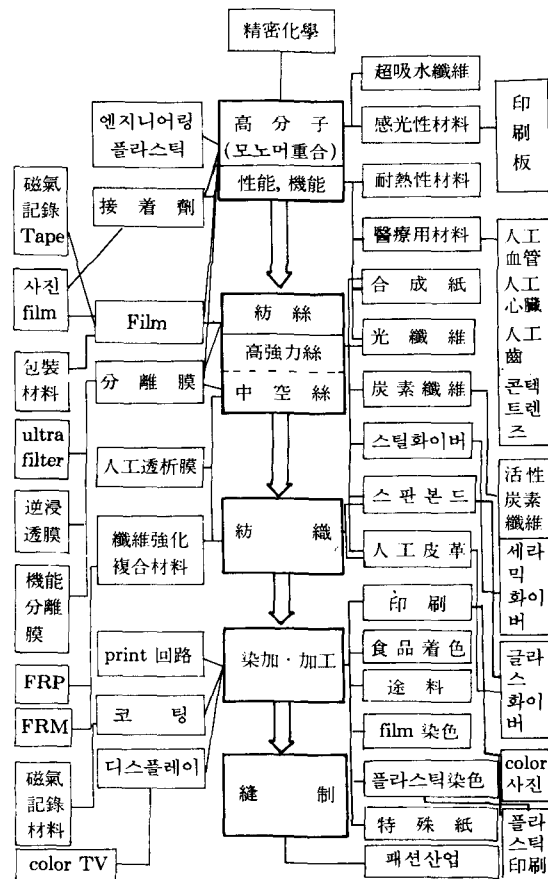 精密化學
超吸水纖維
엔지니어링
플라스틱
高分子
(모노머重合)
性能, 機能
感光性材料
印
刷
板
耐熱性材料
磁氣
記錄
Tape
接着劑
醫療用材料
人工
血管
人工
心臟
人工
齒
콘택
트렌
즈
사진
film
Film
紡絲
高強力絲
中空絲
合成紙
光纖維
包裝
材料
分離膜
炭素纖維
ultra
filter
人工透析膜
스틸화이버
活性
炭素
纖維
逆浸
透膜
纖維強化
複合材料
紡織
스판본드
人工皮革
세라
믹
화이
버
機能
分離
膜
印刷
print 回路
染加·加工
食品着色
글라
스
화이
버
FRP
途料
FRM
코팅
film 染色
디스플레이
縫制
플라스틱染色
color
사진
磁氣
記錄
材料
特殊紙
플라
스틱
印刷
color TV
패션산업